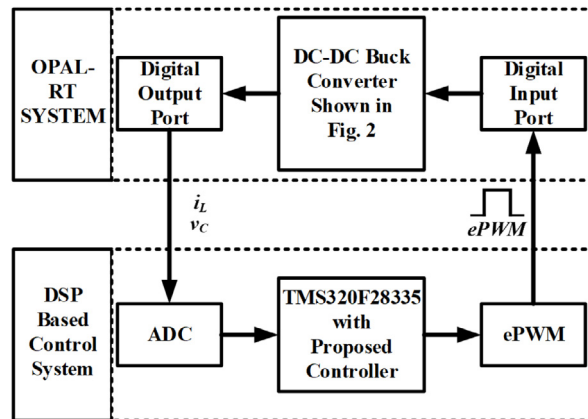 OPAL-
RT
SYSTEM
Digital
Output
Port
DC-DC Buck
Converter
Shown in
Fig. 2
Digital
Input
Port
i_L
v_C
ePWM
DSP
Based
Control
System
ADC
TMS320F28335
with
Proposed
Controller
ePWM